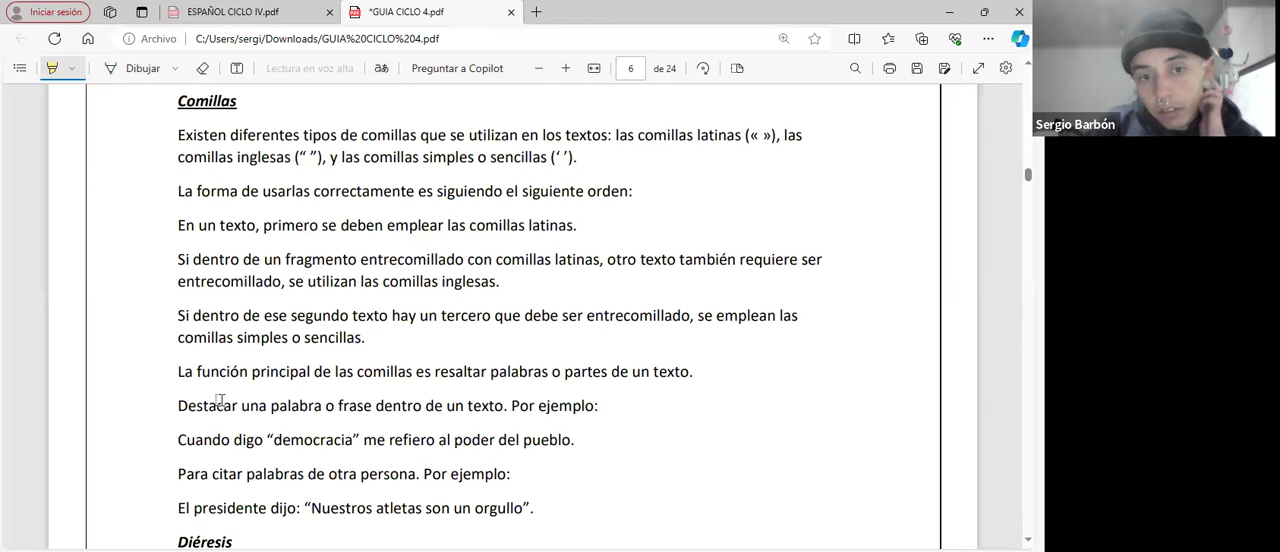 Iniciar sesión
ESPAÑOL CICLO IV.pdf
*GUIA CICLO 4.pdf
Archivo
C:/Users/sergi/Downloads/GUIA%20CICLO%204.pdf
Dibujar
Lectura en voz alta
aあ
Preguntar a Copilot
6
de 24
Sergio Barbón
Comillas
Existen diferentes tipos de comillas que se utilizan en los textos: las comillas latinas (« »), las
comillas inglesas (“ ”), y las comillas simples o sencillas (‘ ’).
La forma de usarlas correctamente es siguiendo el siguiente orden:
En un texto, primero se deben emplear las comillas latinas.
Si dentro de un fragmento entrecomillado con comillas latinas, otro texto también requiere ser
entrecomillado, se utilizan las comillas inglesas.
Si dentro de ese segundo texto hay un tercero que debe ser entrecomillado, se emplean las
comillas simples o sencillas.
La función principal de las comillas es resaltar palabras o partes de un texto.
Destacar una palabra o frase dentro de un texto. Por ejemplo:
Cuando digo “democracia” me refiero al poder del pueblo.
Para citar palabras de otra persona. Por ejemplo:
El presidente dijo: “Nuestros atletas son un orgullo”.
Diéresis